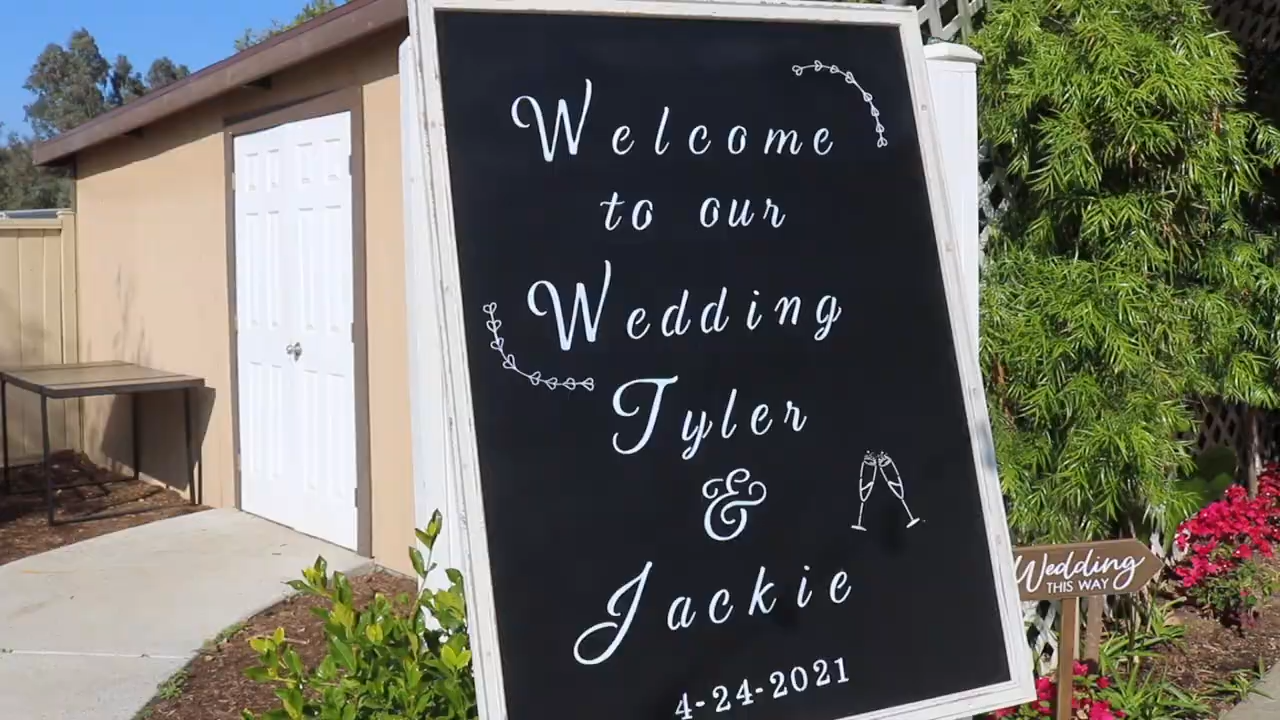 Welcome
to our
Wedding
Tyler
&
Jackie
4-24-2021
Wedding
THIS WAY